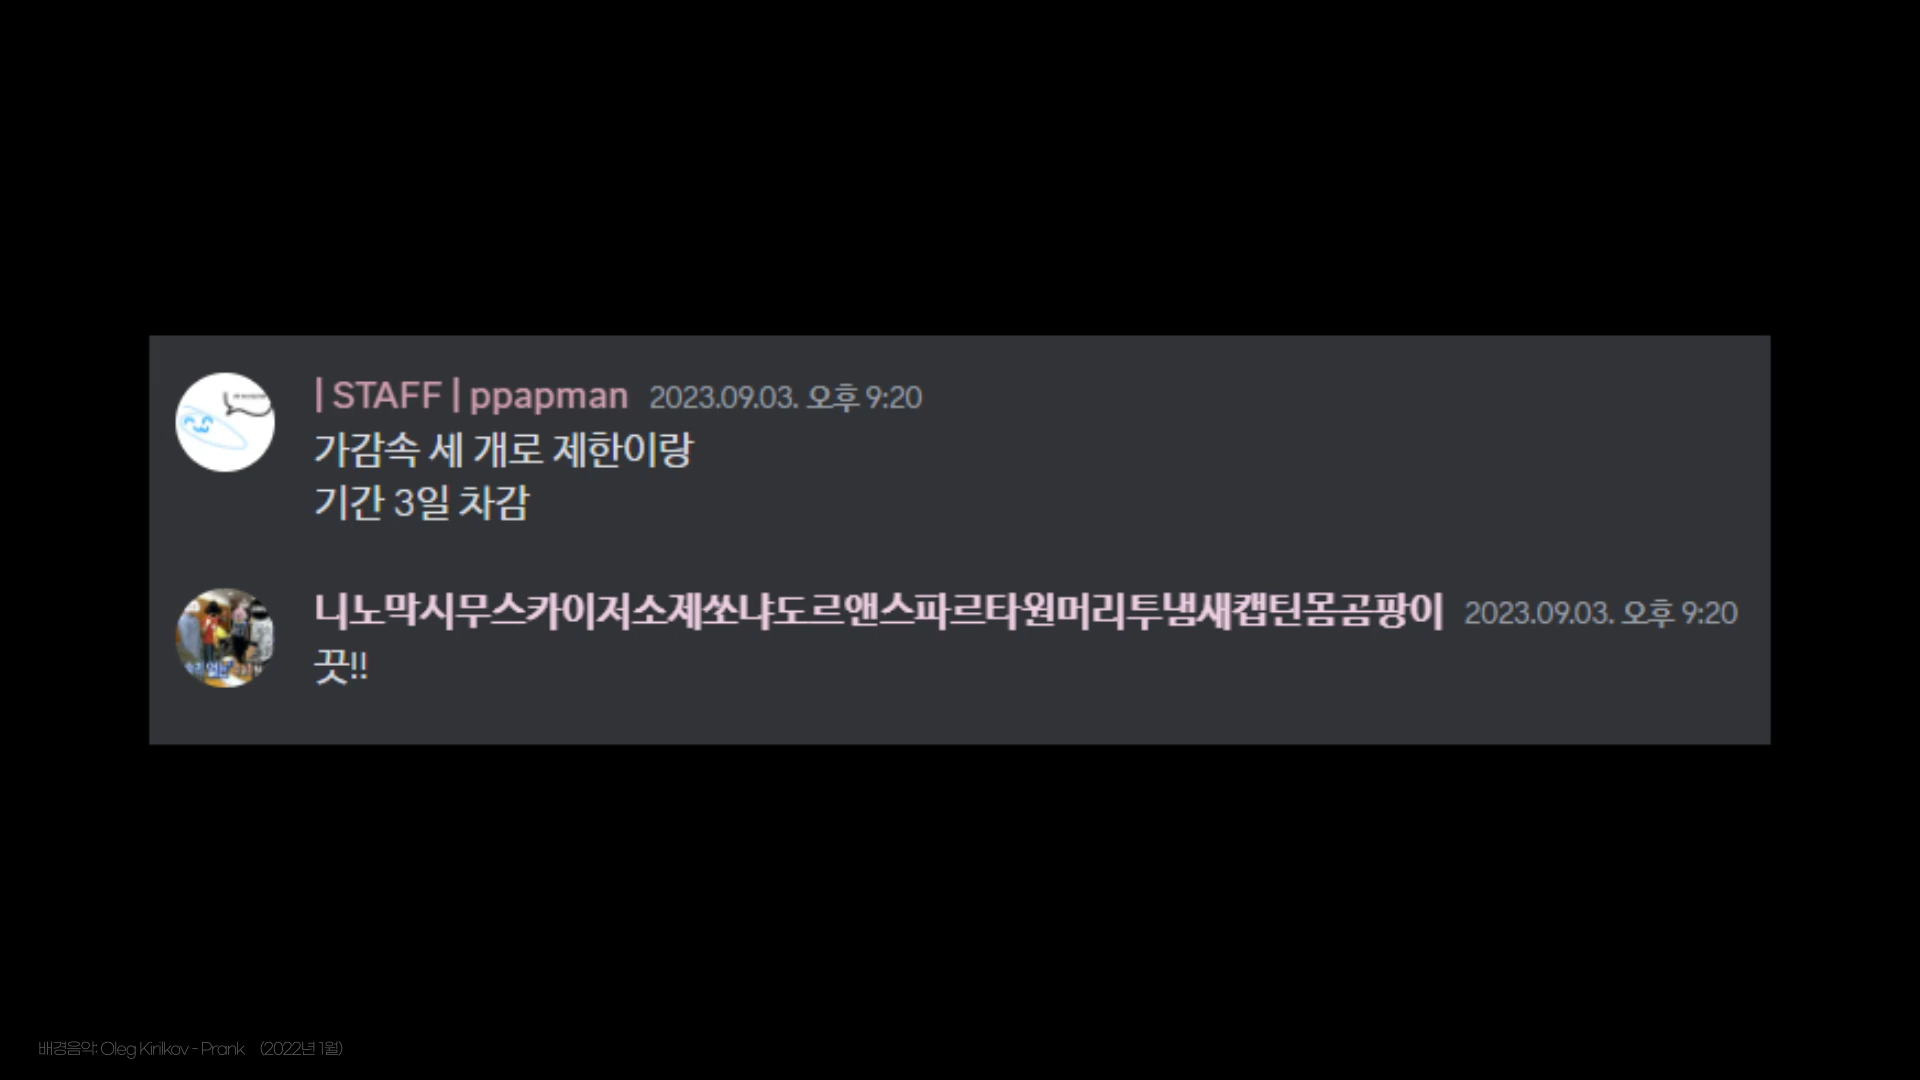 | STAFF | ppapman 2023.09.03. 오후 9:20
가감속 세 개로 제한이랑
기간 3일 차감
니노막시무스카이저소제쏘냐도르앤스파르타원머리투냄새캡틴몸곰팡이 2023.09.03. 오후 9:20
끗!!
배경음악: Oleg Kirilkov - Prank (2022년 1월)